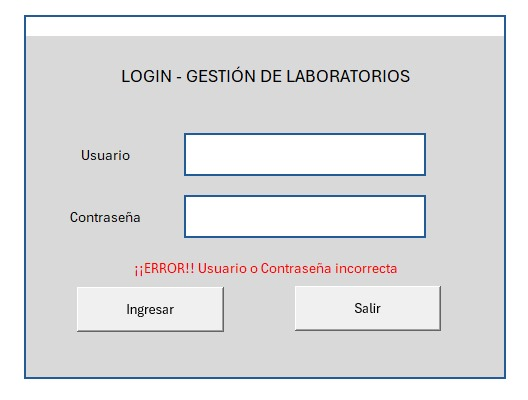 LOGIN - GESTIÓN DE LABORATORIOS
Usuario
Contraseña
¡¡ERROR!! Usuario o Contraseña incorrecta
Ingresar
Salir